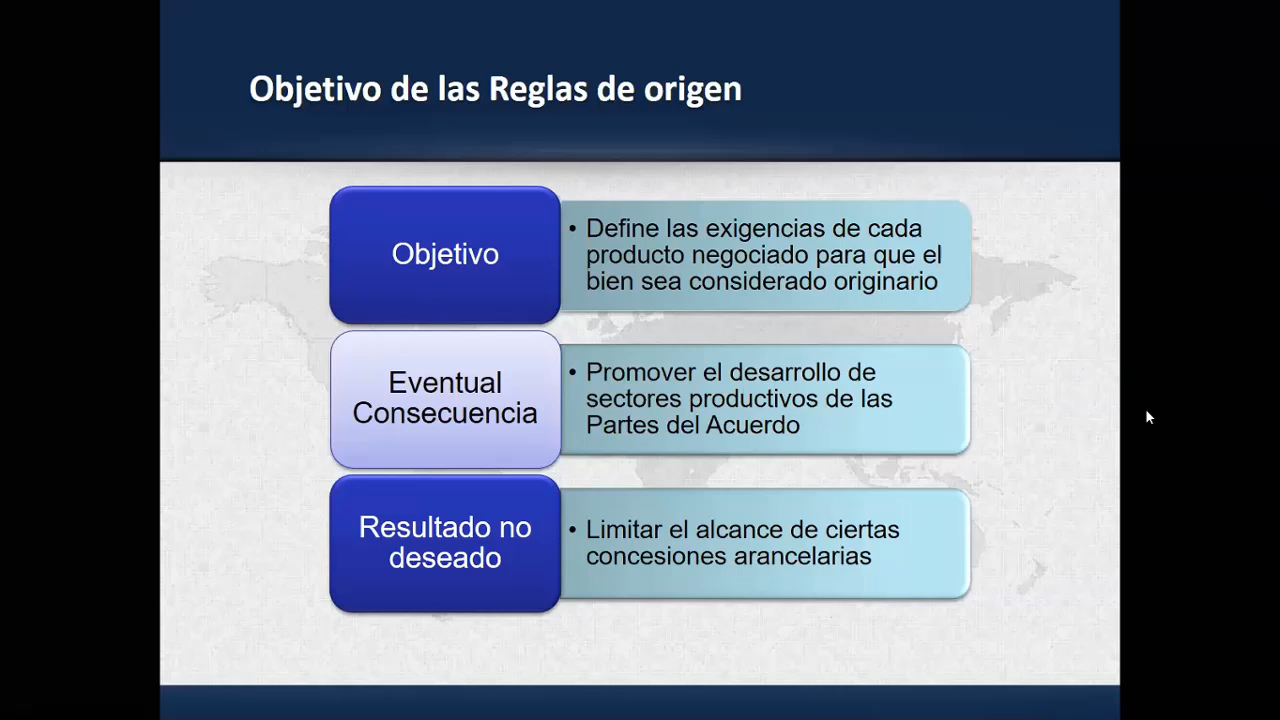 Objetivo de las Reglas de origen
Objetivo
• Define las exigencias de cada
producto negociado para que el
bien sea considerado originario
Eventual
Consecuencia
• Promover el desarrollo de
sectores productivos de las
Partes del Acuerdo
Resultado no
deseado
• Limitar el alcance de ciertas
concesiones arancelarias